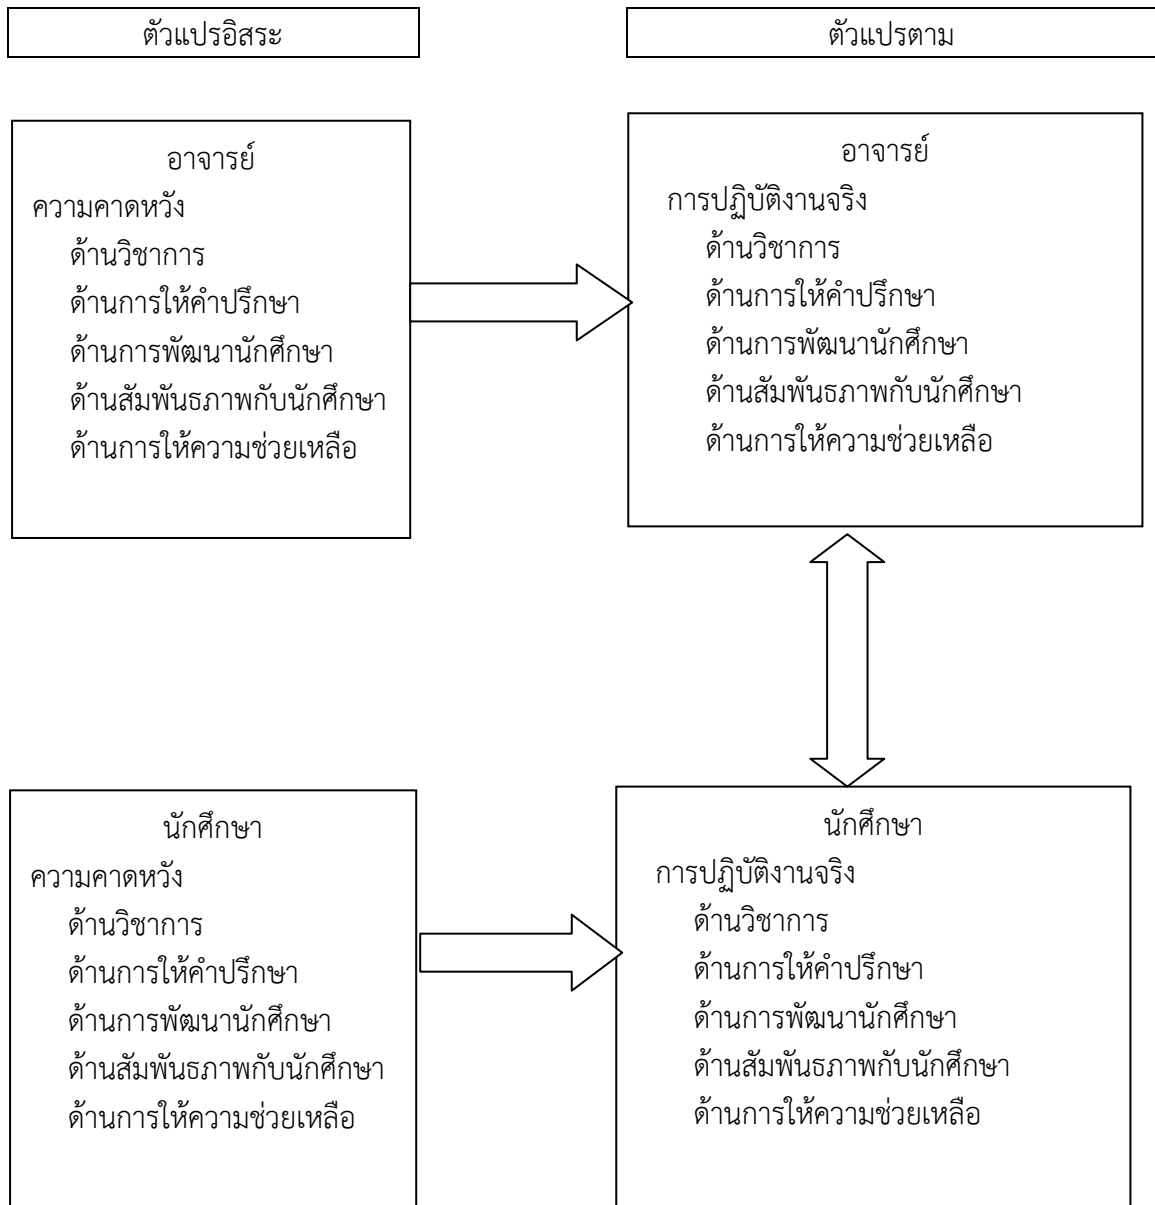 ตัวแปรอิสระ
ตัวแปรตาม
อาจารย์
ความคาดหวัง
ด้านวิชาการ
ด้านการให้คำปรึกษา
ด้านการพัฒนานักศึกษา
ด้านสัมพันธภาพกับนักศึกษา
ด้านการให้ความช่วยเหลือ
อาจารย์
การปฏิบัติงานจริง
ด้านวิชาการ
ด้านการให้คำปรึกษา
ด้านการพัฒนานักศึกษา
ด้านสัมพันธภาพกับนักศึกษา
ด้านการให้ความช่วยเหลือ
นักศึกษา
ความคาดหวัง
ด้านวิชาการ
ด้านการให้คำปรึกษา
ด้านการพัฒนานักศึกษา
ด้านสัมพันธภาพกับนักศึกษา
ด้านการให้ความช่วยเหลือ
นักศึกษา
การปฏิบัติงานจริง
ด้านวิชาการ
ด้านการให้คำปรึกษา
ด้านการพัฒนานักศึกษา
ด้านสัมพันธภาพกับนักศึกษา
ด้านการให้ความช่วยเหลือ